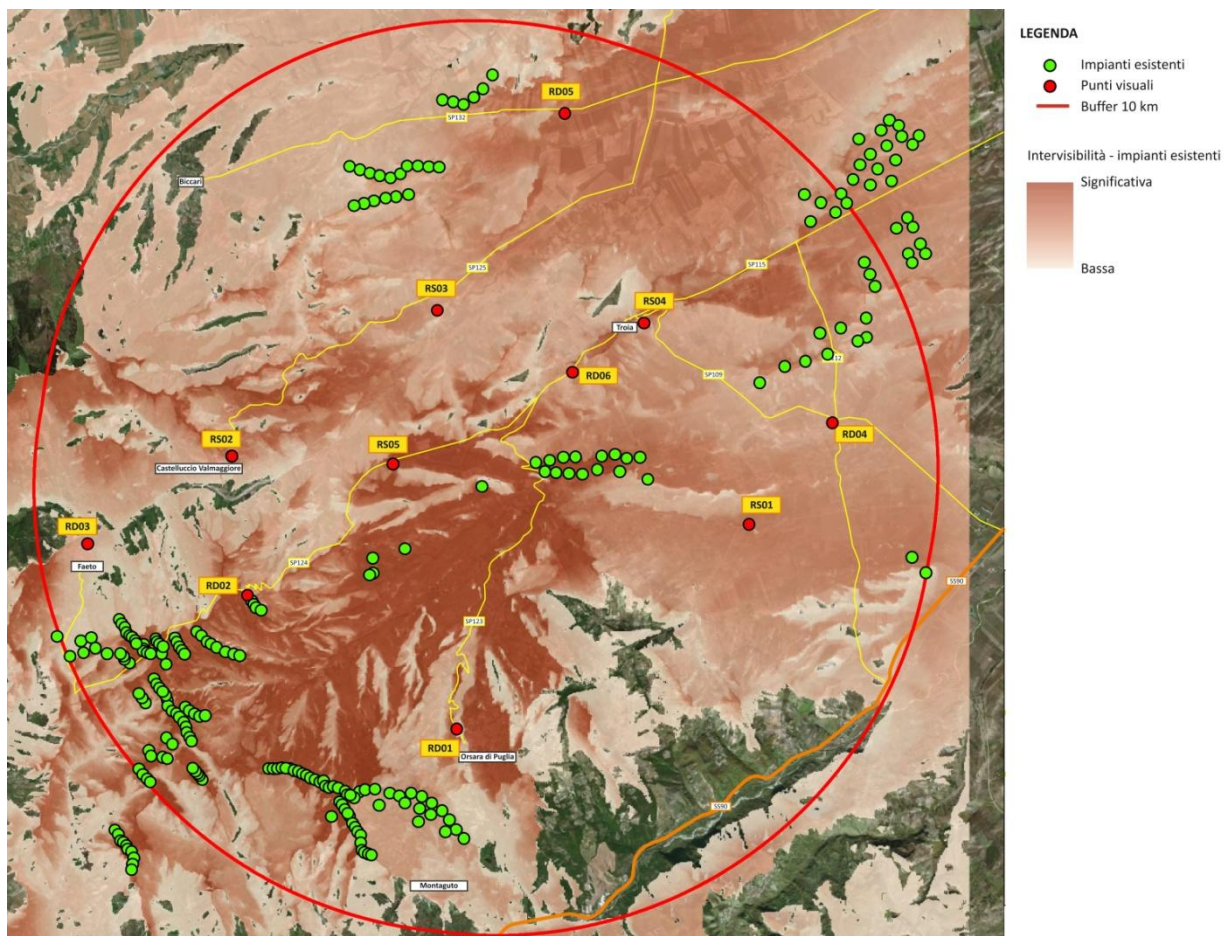 LEGENDA
Impianti esistenti
Punti visuali
Buffer 10 km
Intervisibilità - impianti esistenti
Significativa
Bassa
RD05
SP132
Biccari
SP125
SP115
RS03
RS04
Troia
RD06
SP109
RD04
RS02
Castelluccio Valmaggiore
RS05
RS01
RD03
Faeto
SP124
RD02
SP123
RD01
Orsara di Puglia
SS90
SS90
Montaguto